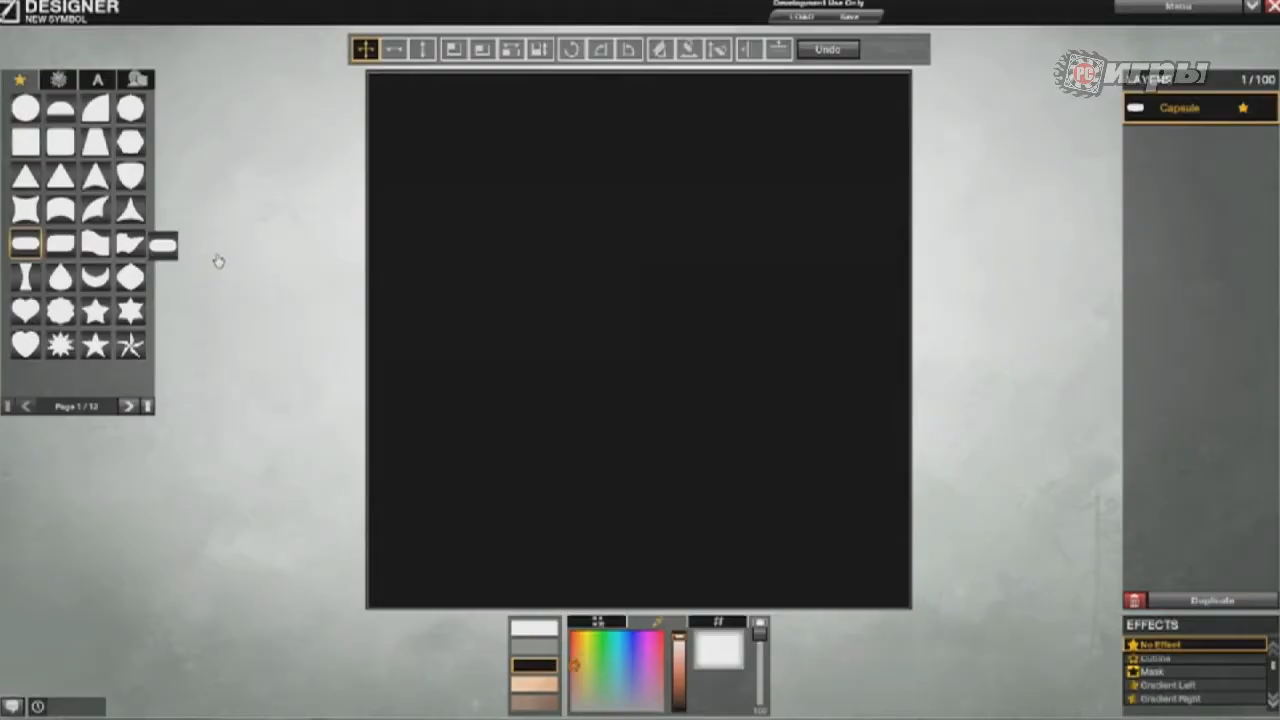 DESIGNER
NEW SYMBOL
Development Use Only
LOAD Save
Menu
Undo
PC ИГРЫ
LAYERS 1/100
A
Capsule
Page 1/12
Duplicate
EFFECTS
No Effect
Outline
Mask
Gradient Left
Gradient Right
100